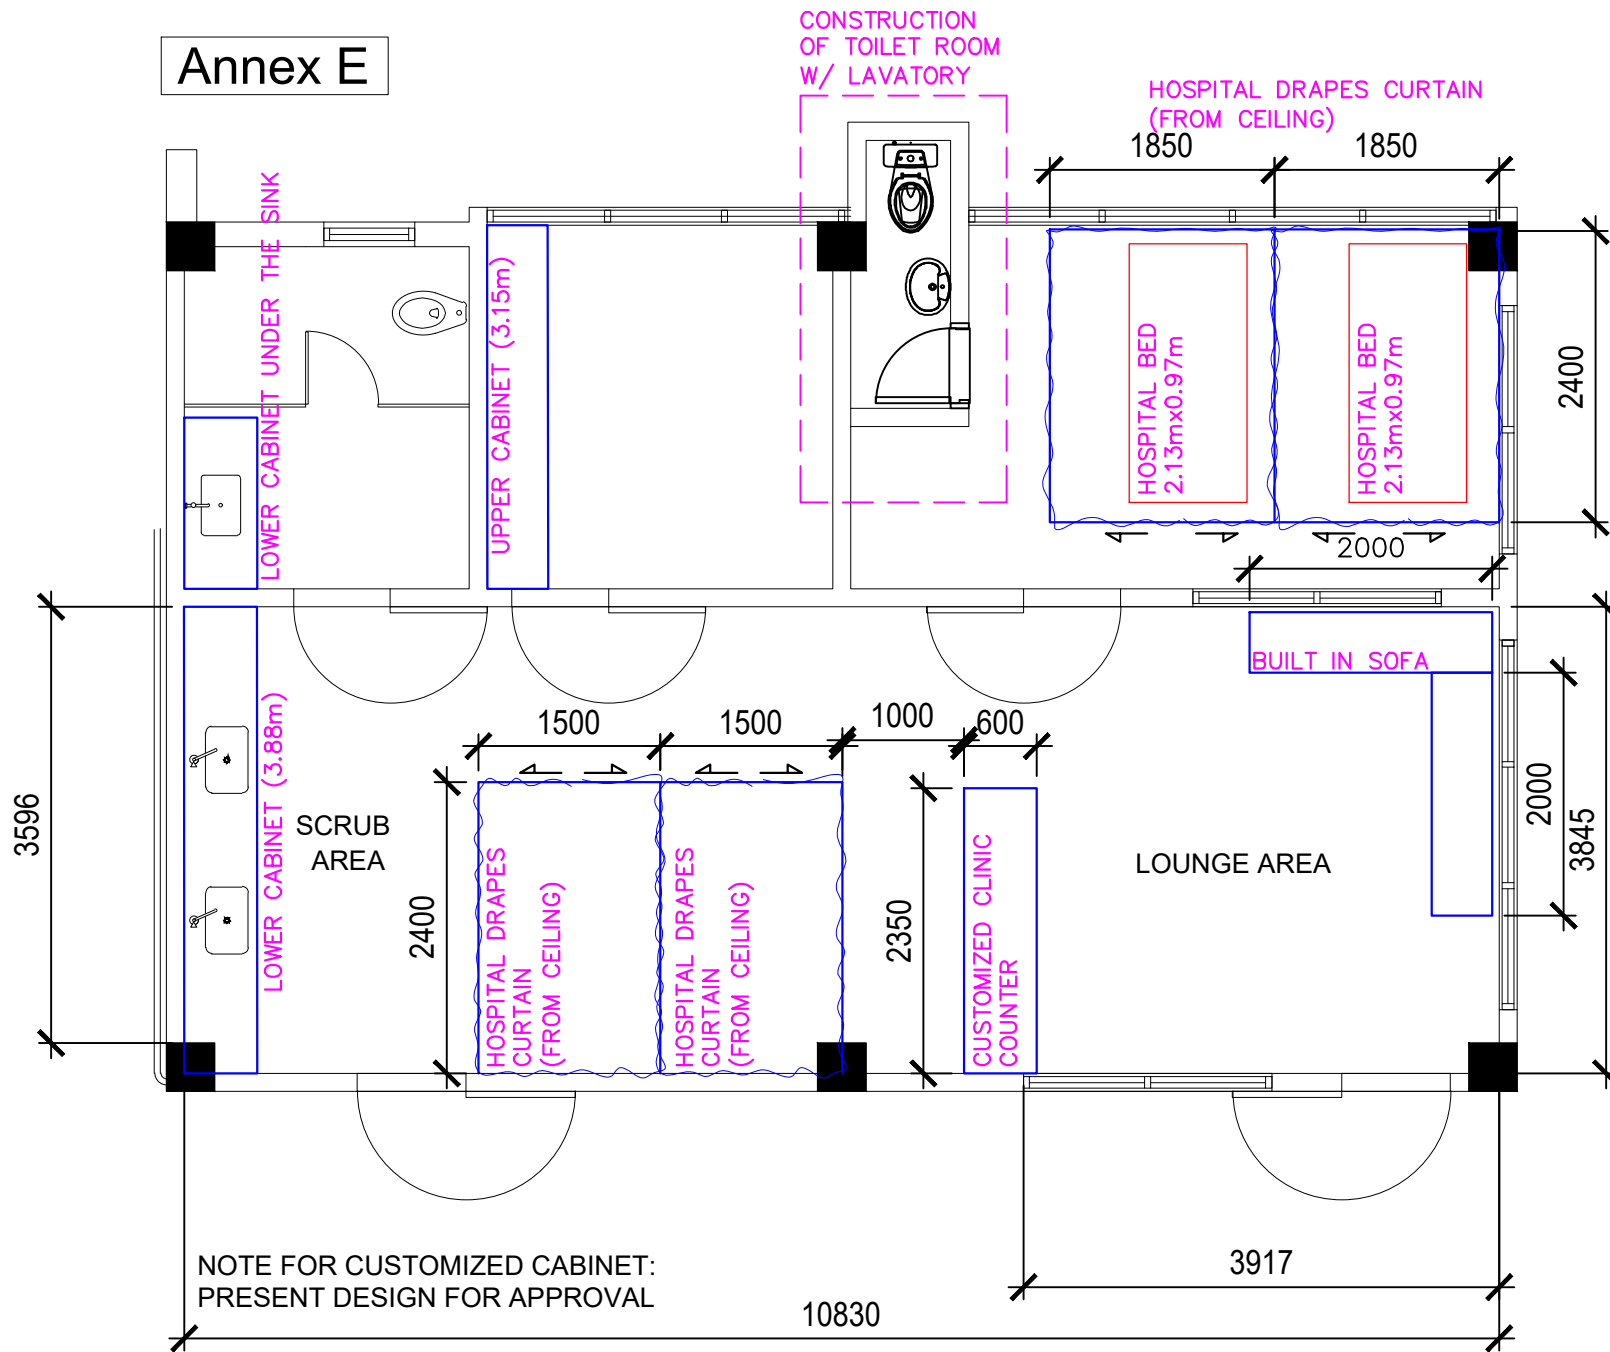 Annex E
CONSTRUCTION
OF TOILET ROOM
W/ LAVATORY
HOSPITAL DRAPES CURTAIN
(FROM CEILING)
1850
1850
LOWER CABINET UNDER THE SINK
UPPER CABINET (3.15m)
HOSPITAL BED
2.13mx0.97m
HOSPITAL BED
2.13mx0.97m
2400
2000
BUILT IN SOFA
1500
1500
1000
600
3596
LOWER CABINET (3.88m)
SCRUB
AREA
2400
HOSPITAL DRAPES
CURTAIN
(FROM CEILING)
HOSPITAL DRAPES
CURTAIN
(FROM CEILING)
2350
CUSTOMIZED CLINIC
COUNTER
LOUNGE AREA
2000
3845
NOTE FOR CUSTOMIZED CABINET:
PRESENT DESIGN FOR APPROVAL
3917
10830